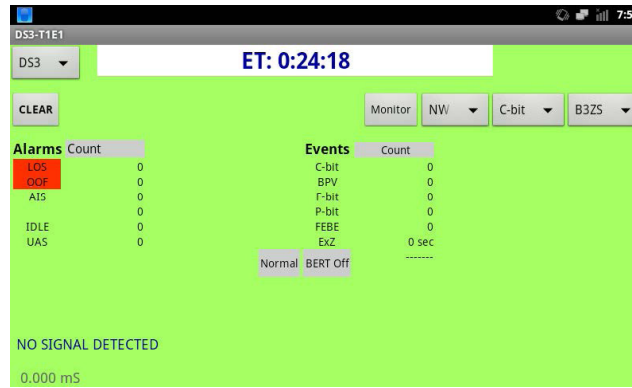 7:5
DS3-T1E1
DS3 ET: 0:24:18
CLEAR Monitor NW C-bit B3ZS
Alarms Count Events Count
LOS 0 C-bit 0
OOF 0 BPV 0
AIS 0 Γ-bit 0
0 P-bit 0
IDLE 0 FEBE 0
UAS 0 ExZ 0 sec
Normal BERT Off -------
NO SIGNAL DETECTED
0.000 mS